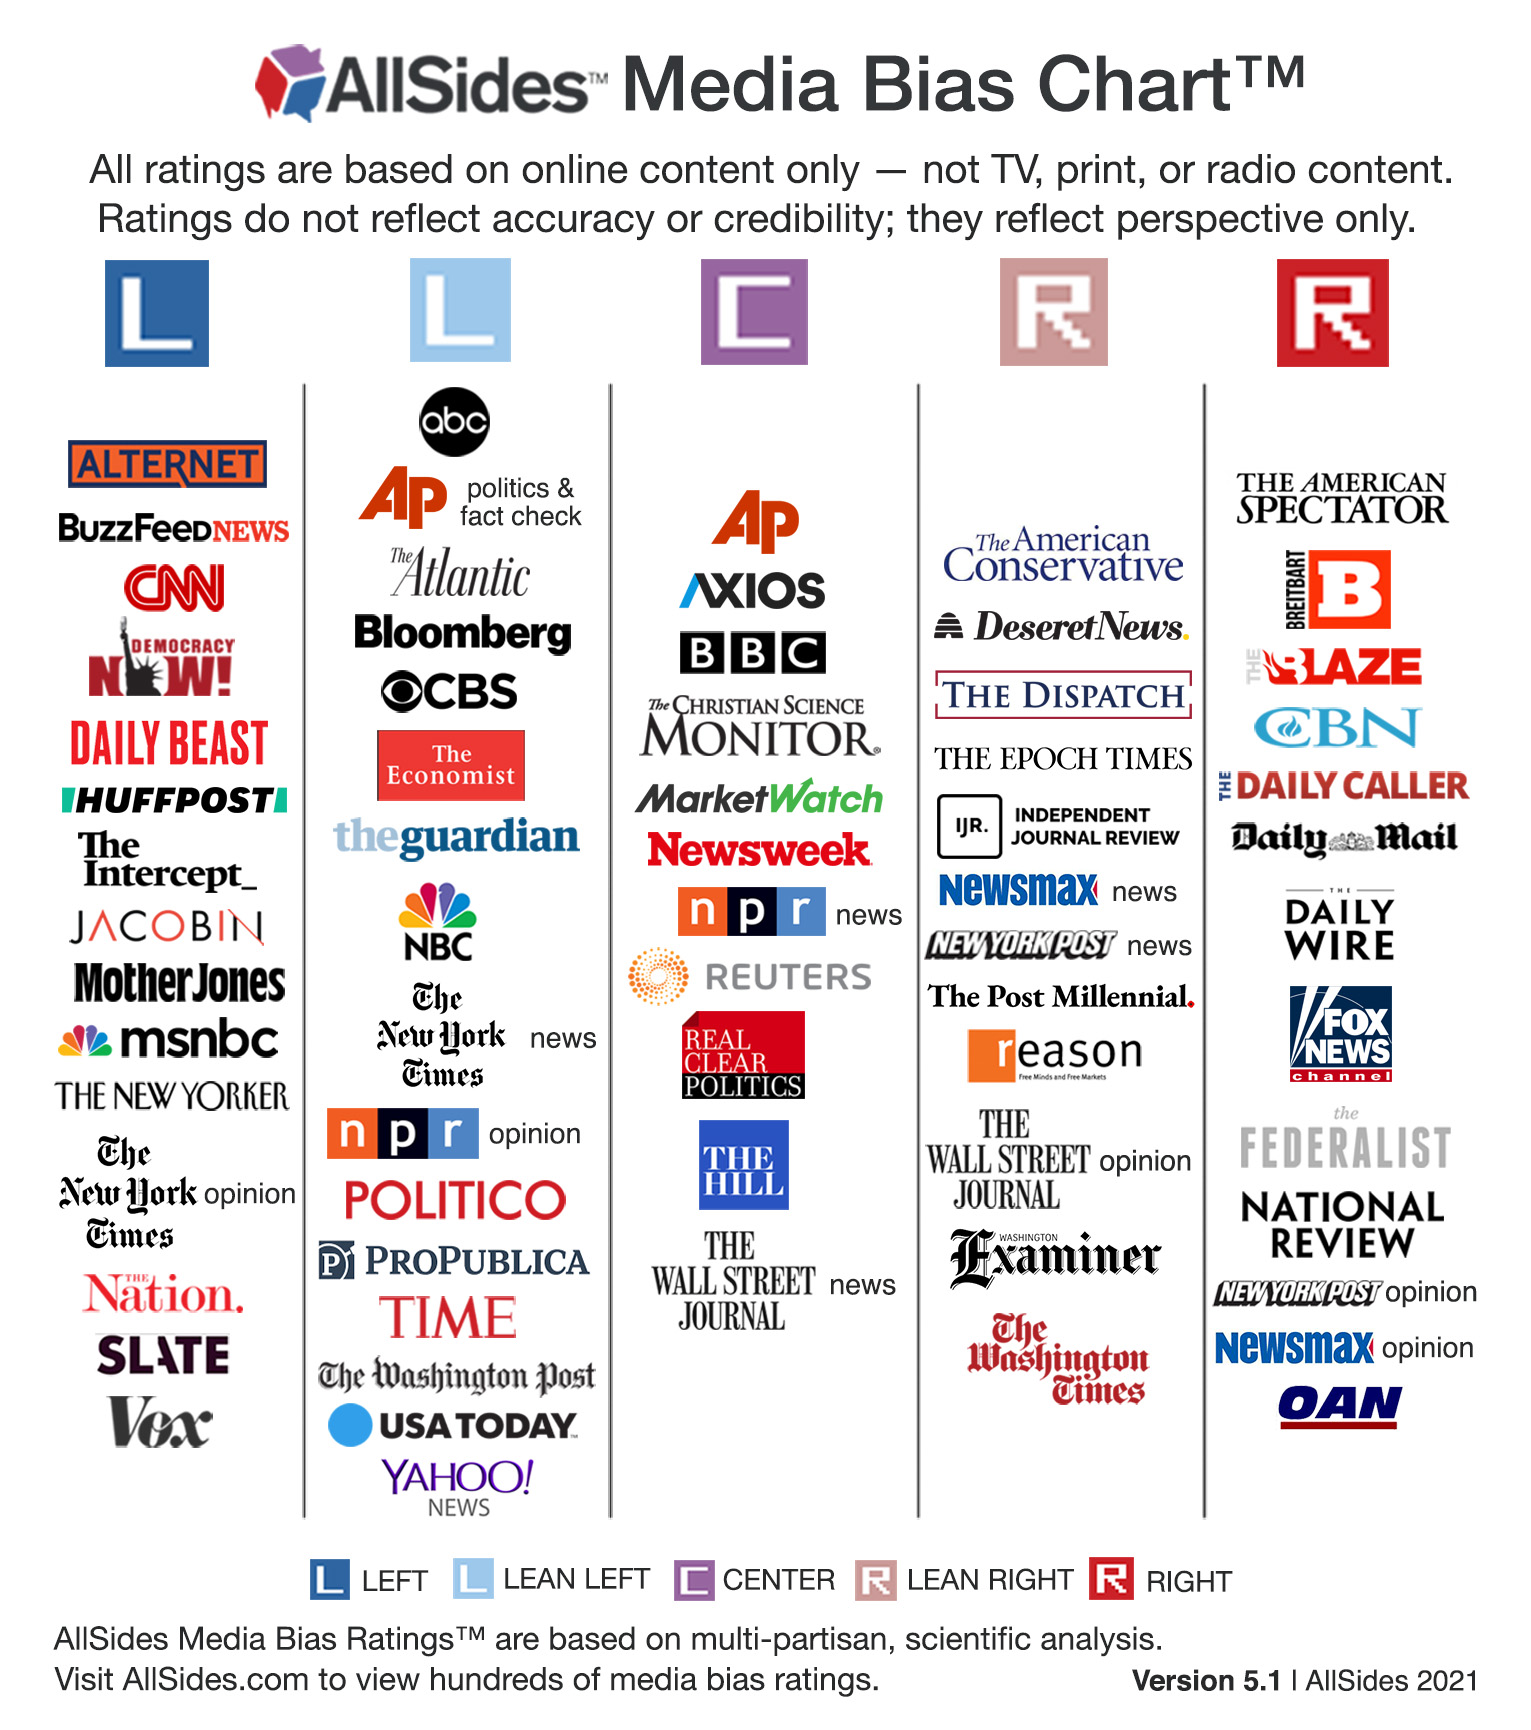 AllSides™ Media Bias Chart™
All ratings are based on online content only — not TV, print, or radio content.
Ratings do not reflect accuracy or credibility; they reflect perspective only.
L
L
C
R
R
ALTERNET
BuzzFeed NEWS
CNN
DEMOCRACY
NOW!
DAILY BEAST
HUFFPOST
The
Intercept_
JACOBIN
Mother Jones
msnbc
THE NEW YORKER
The
New York opinion
Times
THE
Nation.
SLATE
Vox
abc
AP politics &
fact check
The Atlantic
Bloomberg
CBS
The
Economist
theguardian
NBC
The
New York news
Times
npr opinion
POLITICO
P PROPUBLICA
TIME
The Washington Post
USA TODAY
YAHOO!
NEWS
AP
AXIOS
BBC
The CHRISTIAN SCIENCE
MONITOR®
MarketWatch
Newsweek
npr news
REUTERS
REAL
CLEAR
POLITICS
THE
HILL
THE
WALL STREET news
JOURNAL
The American
Conservative
Deseret News.
THE DISPATCH
THE EPOCH TIMES
IJR. INDEPENDENT
JOURNAL REVIEW
Newsmax news
NEW YORK POST news
The Post Millennial.
reason
Free Minds and Free Markets
THE
WALL STREET opinion
JOURNAL
WASHINGTON
Examiner
The
Washington
Times
THE AMERICAN
SPECTATOR
BREITBART B
THE BLAZE
CBN
THE DAILY CALLER
Daily Mail
THE
DAILY
WIRE
FOX
NEWS
channel
the
FEDERALIST
NATIONAL
REVIEW
NEW YORK POST opinion
Newsmax opinion
OAN
L LEFT L LEAN LEFT C CENTER R LEAN RIGHT R RIGHT
AllSides Media Bias Ratings™ are based on multi-partisan, scientific analysis.
Visit AllSides.com to view hundreds of media bias ratings.
Version 5.1 | AllSides 2021